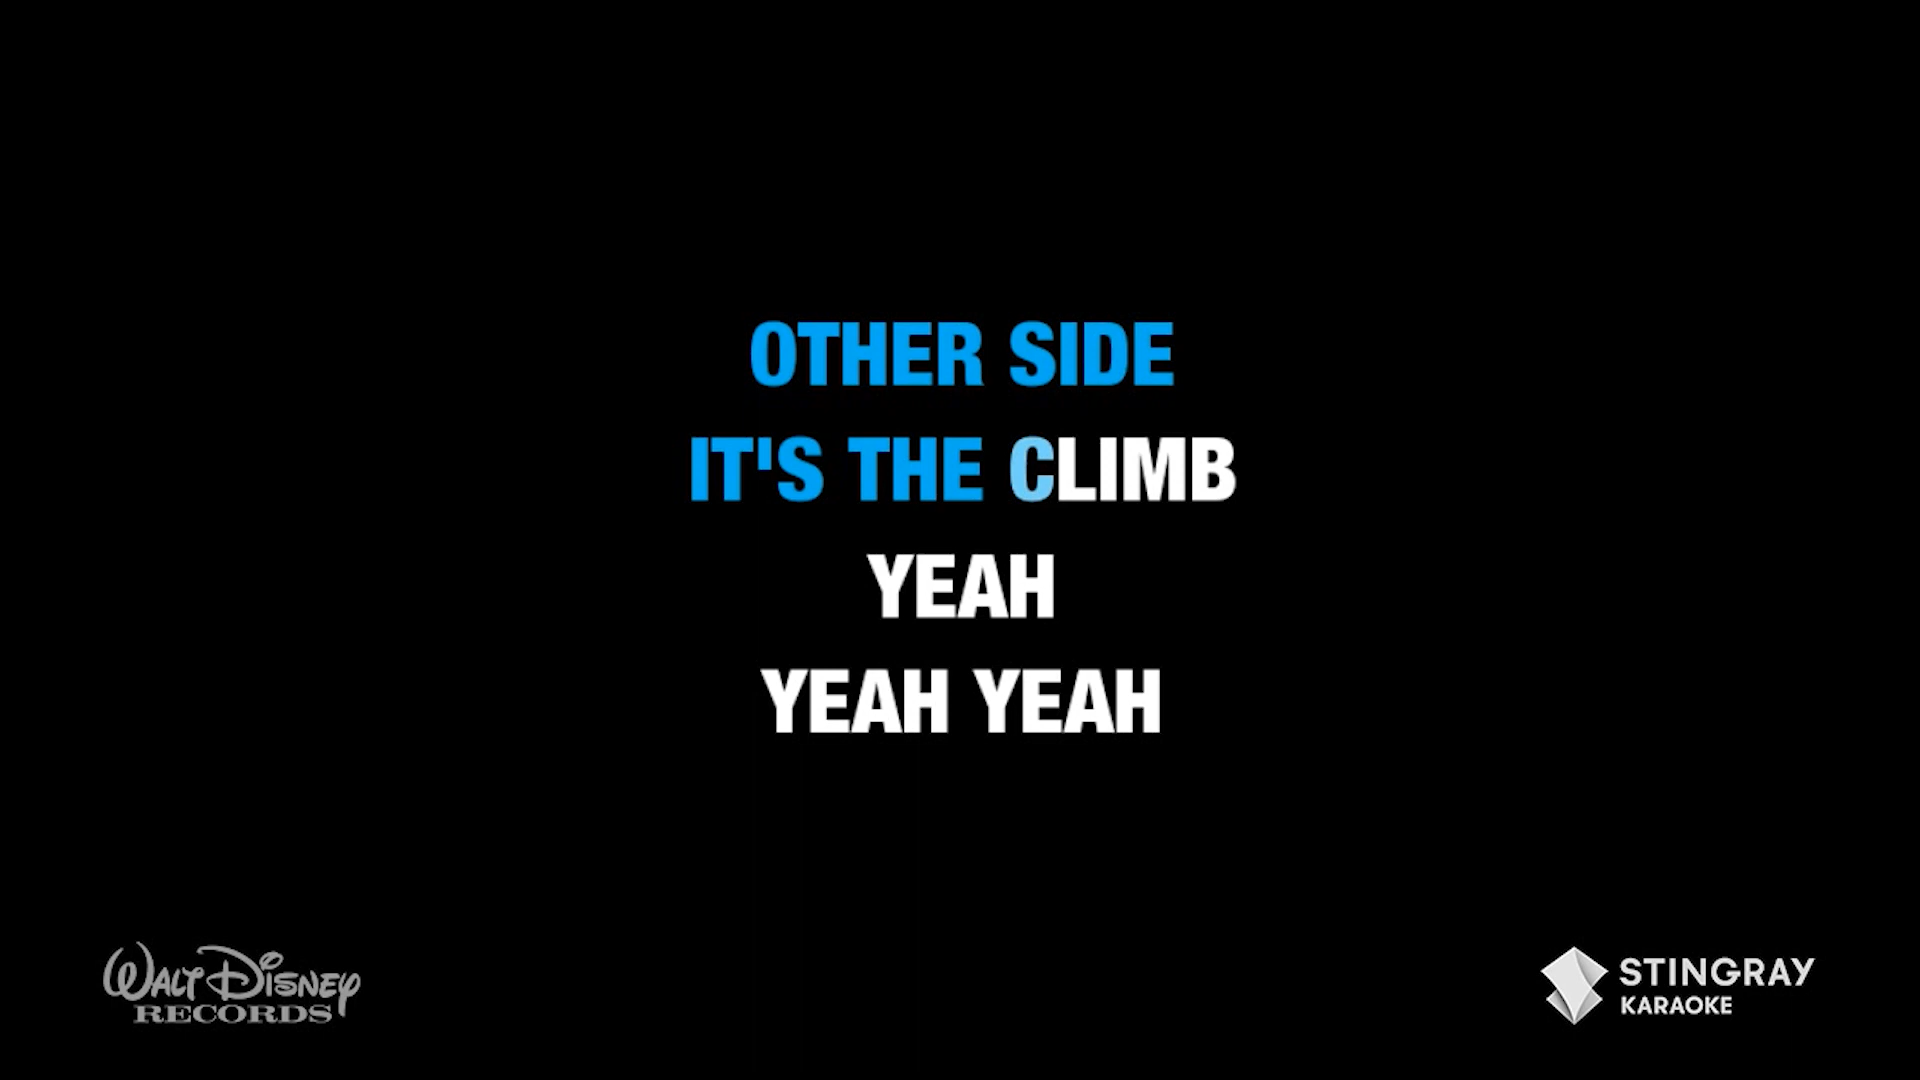 OTHER SIDE
IT'S THE CLIMB
YEAH
YEAH YEAH
WALT DISNEY
RECORDS
STINGRAY
KARAOKE